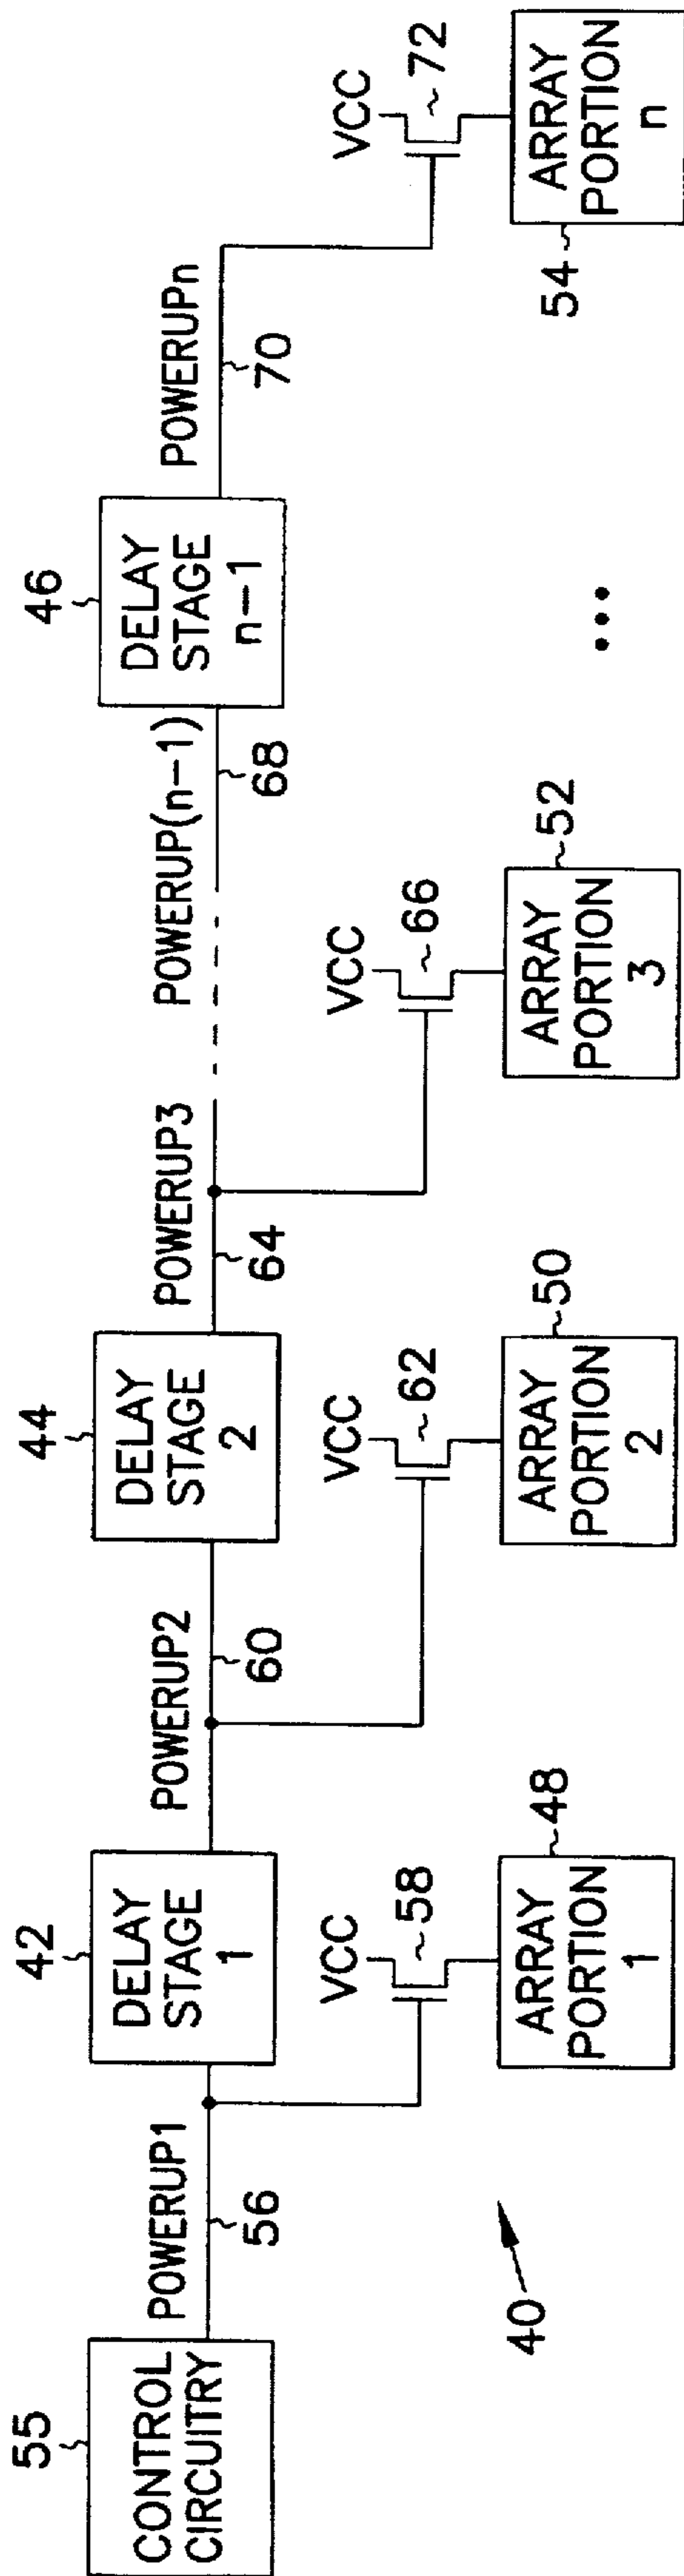 55
CONTROL
CIRCUITRY
POWERUP1
56
42
DELAY
STAGE
1
POWERUP2
60
44
DELAY
STAGE
2
POWERUP3
64
POWERUP(n-1)
68
46
DELAY
STAGE
n-1
POWERUPn
70
40
VCC
58
ARRAY
PORTION
1
48
VCC
62
ARRAY
PORTION
2
50
VCC
66
ARRAY
PORTION
3
52
...
VCC
72
ARRAY
PORTION
n
54